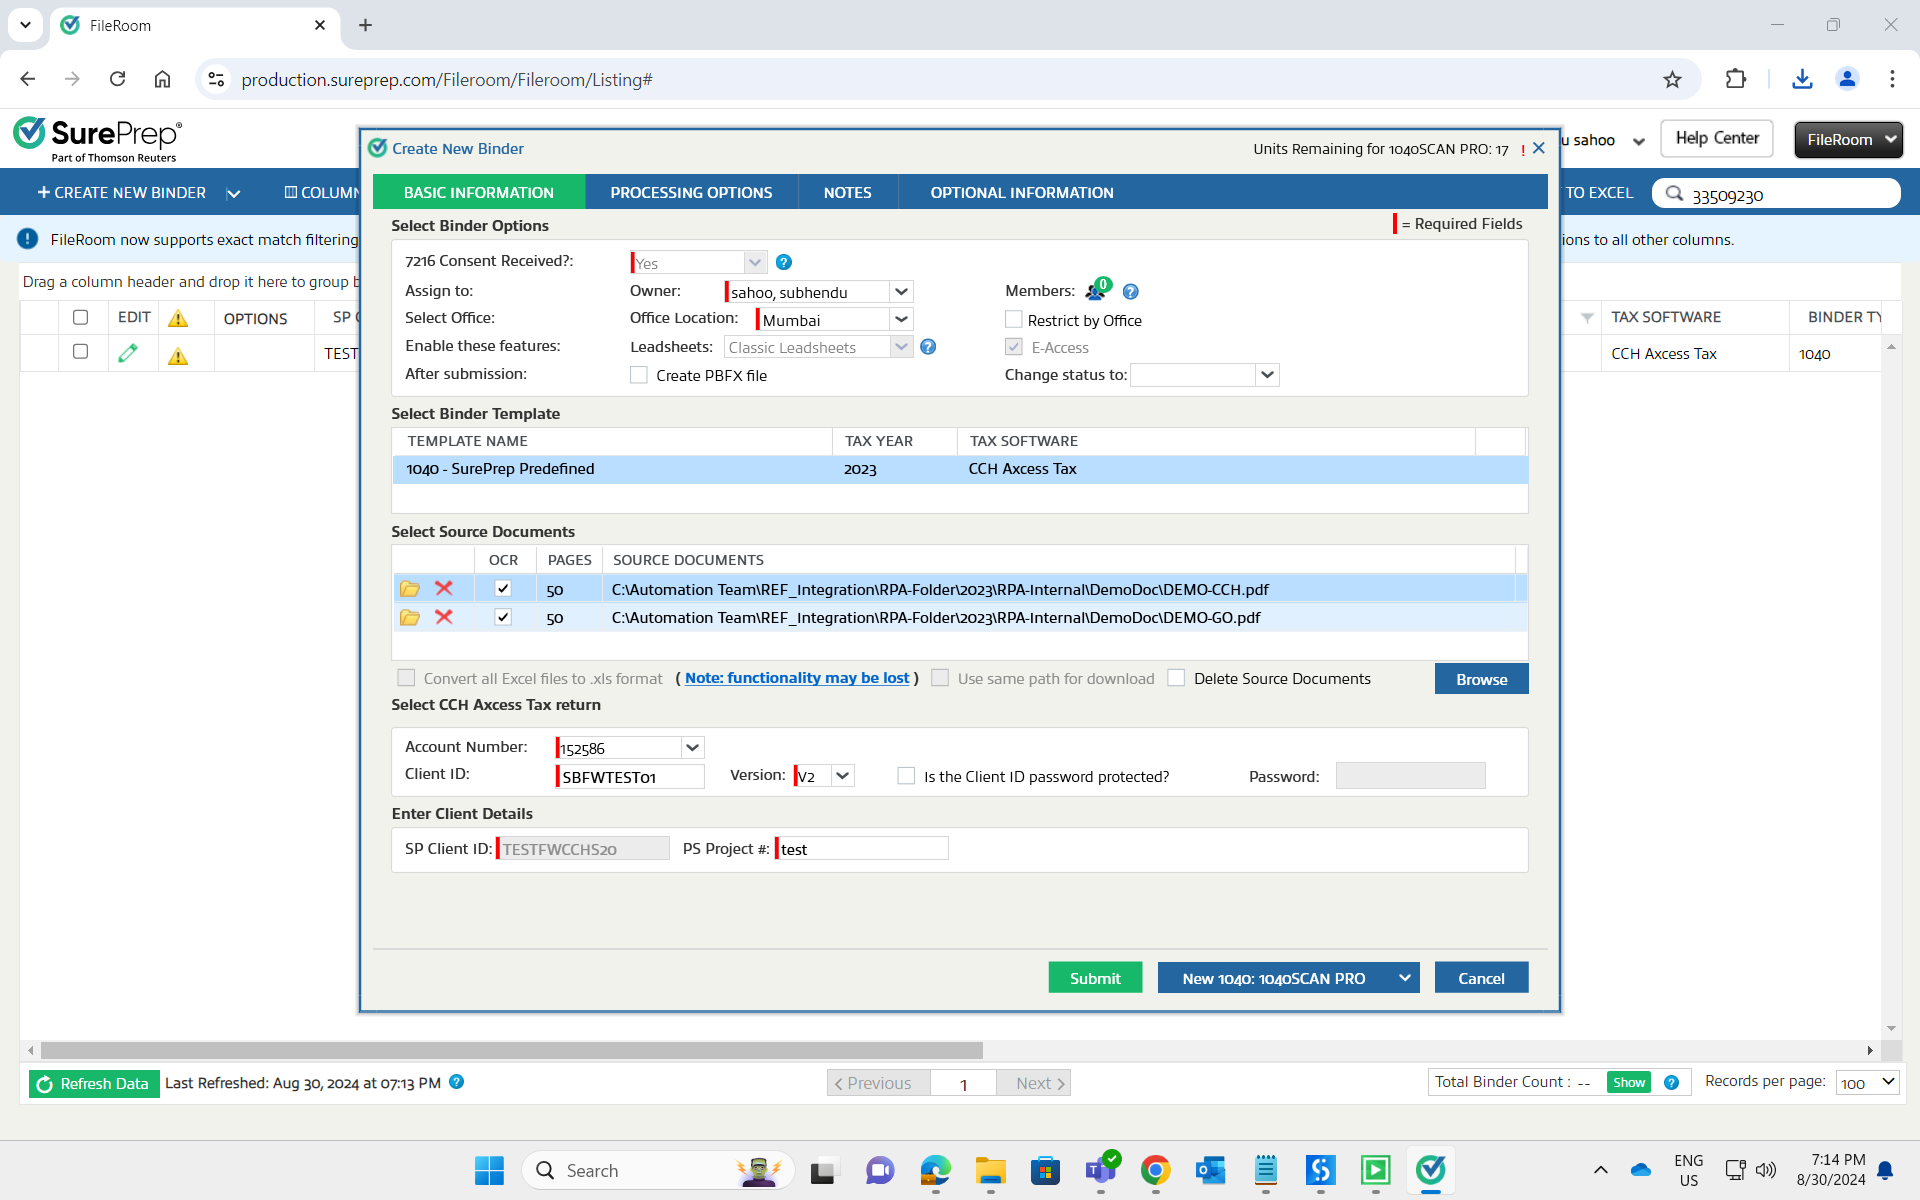 FileRoom
production.sureprep.com/Fileroom/Fileroom/Listing#
SurePrep®
Part of Thomson Reuters
u sahoo
Help Center
FileRoom
+ CREATE NEW BINDER
COLUMN
TO EXCEL
33509230
FileRoom now supports exact match filtering
ions to all other columns.
Drag a column header and drop it here to group b
EDIT
OPTIONS
SP C
TAX SOFTWARE
BINDER TY
TEST
CCH Axcess Tax
1040
Create New Binder
Units Remaining for 1040SCAN PRO: 17 !
BASIC INFORMATION
PROCESSING OPTIONS
NOTES
OPTIONAL INFORMATION
Select Binder Options
= Required Fields
7216 Consent Received?:
Yes
Assign to:
Owner:
sahoo, subhendu
Members:
0
Select Office:
Office Location:
Mumbai
Restrict by Office
Enable these features:
Leadsheets:
Classic Leadsheets
E-Access
After submission:
Create PBFX file
Change status to:
Select Binder Template
TEMPLATE NAME
TAX YEAR
TAX SOFTWARE
1040 - SurePrep Predefined
2023
CCH Axcess Tax
Select Source Documents
OCR
PAGES
SOURCE DOCUMENTS
50
C:\Automation Team\REF_Integration\RPA-Folder\2023\RPA-Internal\DemoDoc\DEMO-CCH.pdf
50
C:\Automation Team\REF_Integration\RPA-Folder\2023\RPA-Internal\DemoDoc\DEMO-GO.pdf
Convert all Excel files to .xls format
( Note: functionality may be lost )
Use same path for download
Delete Source Documents
Browse
Select CCH Axcess Tax return
Account Number:
152586
Client ID:
SBFWTEST01
Version:
V2
Is the Client ID password protected?
Password:
Enter Client Details
SP Client ID:
TESTFWCCHS20
PS Project #:
test
Submit
New 1040: 1040SCAN PRO
Cancel
Refresh Data
Last Refreshed: Aug 30, 2024 at 07:13 PM
Previous
1
Next
Total Binder Count : --
Show
Records per page:
100
Search
ENG
US
7:14 PM
8/30/2024